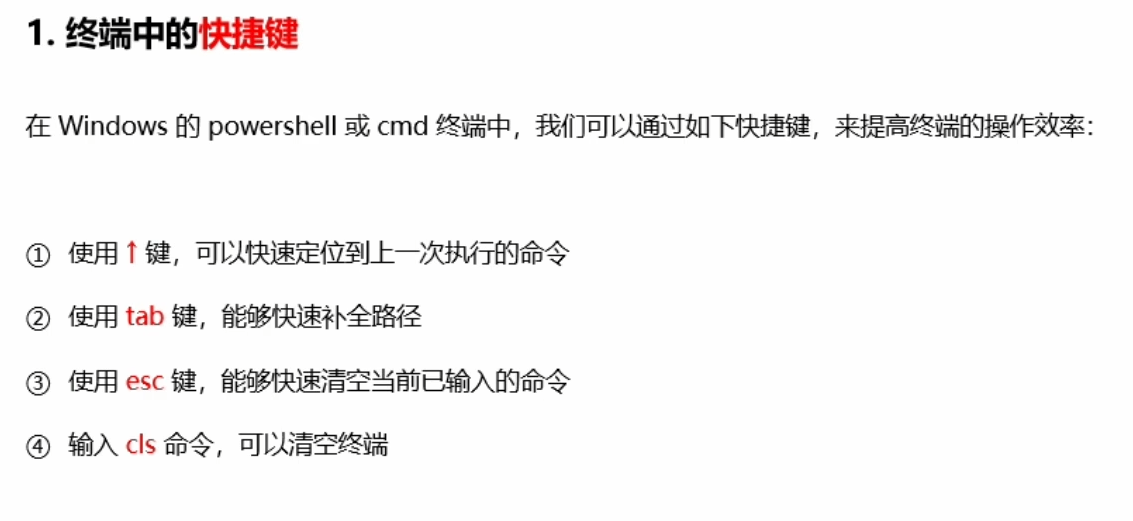 1. 终端中的快捷键
在 Windows 的 powershell 或 cmd 终端中，我们可以通过如下快捷键，来提高终端的操作效率：
① 使用 ↑ 键，可以快速定位到上一次执行的命令
② 使用 tab 键，能够快速补全路径
③ 使用 esc 键，能够快速清空当前已输入的命令
④ 输入 cls 命令，可以清空终端